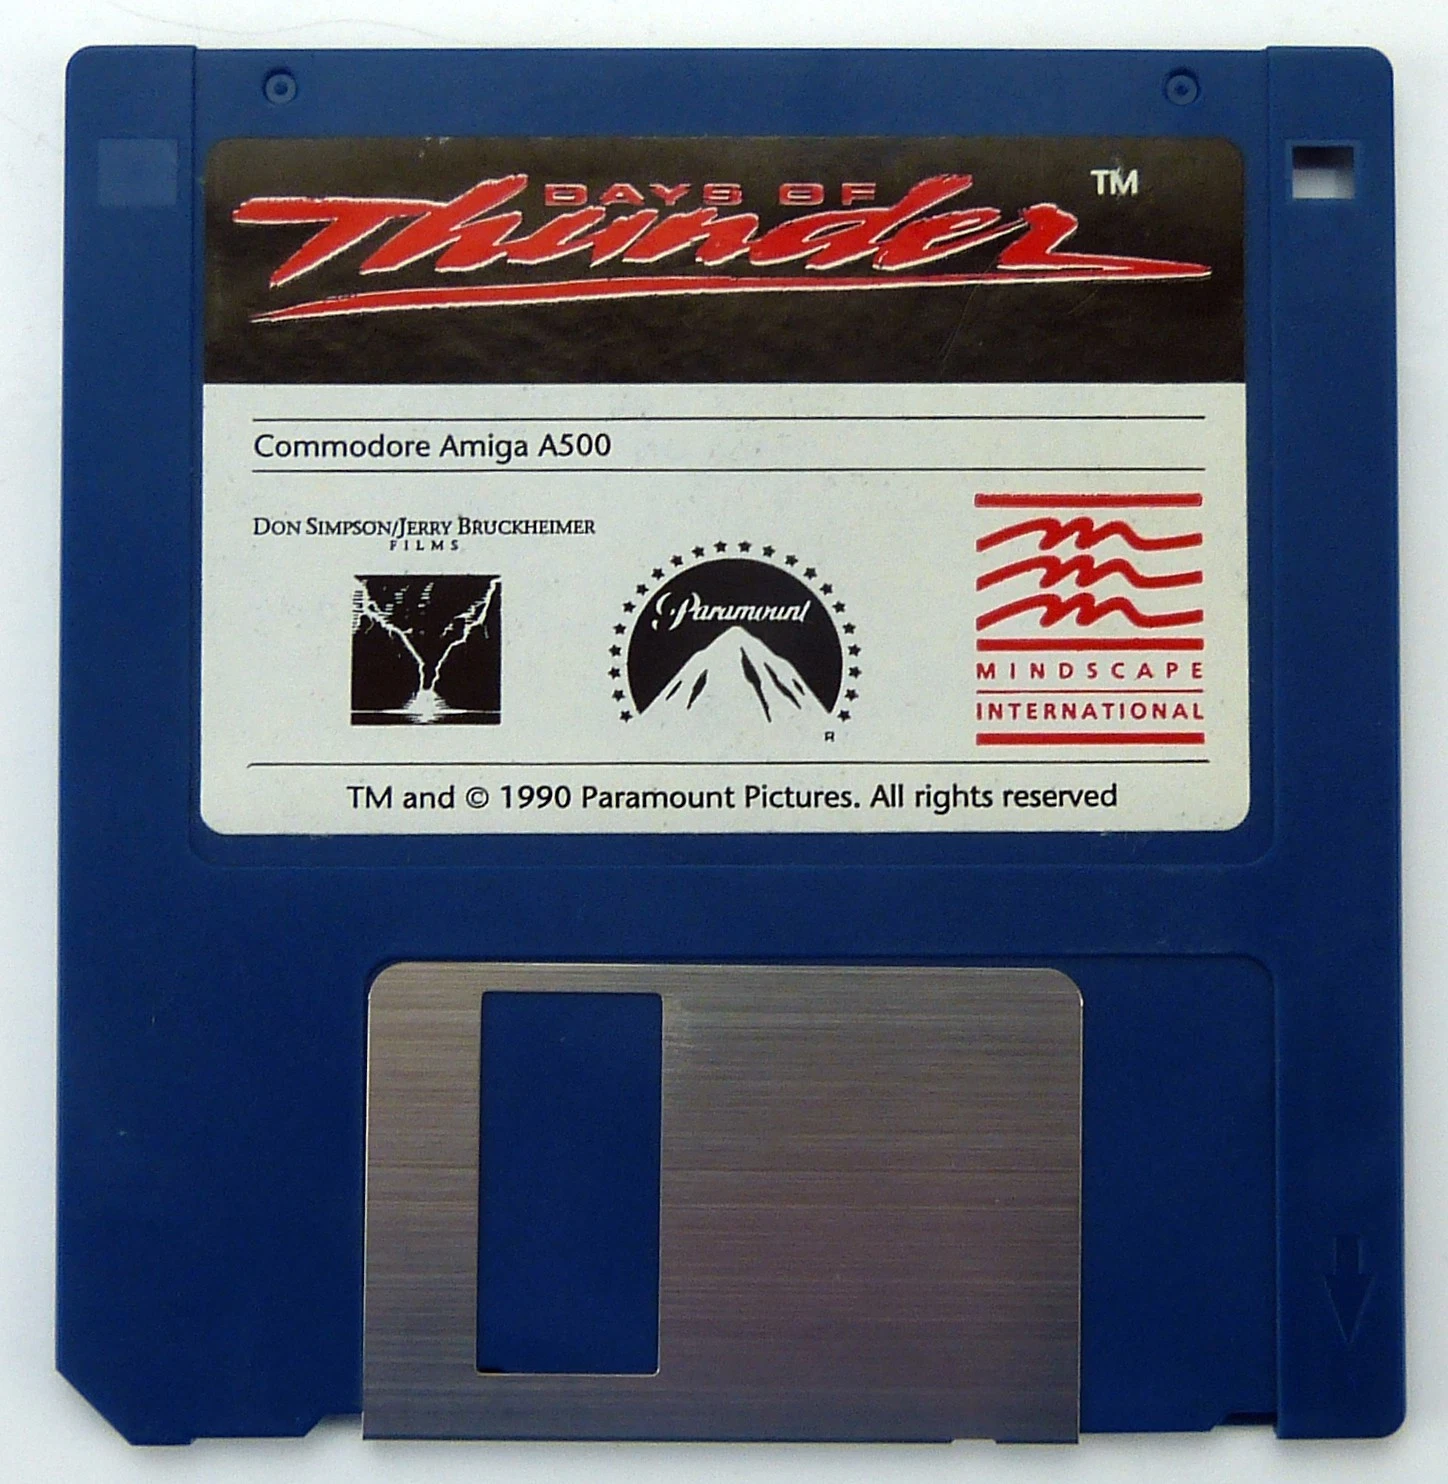 DAYS OF
Thunder
TM
Commodore Amiga A500
DON SIMPSON/JERRY BRUCKHEIMER
FILMS
Paramount
R
MINDSCAPE
INTERNATIONAL
TM and © 1990 Paramount Pictures. All rights reserved